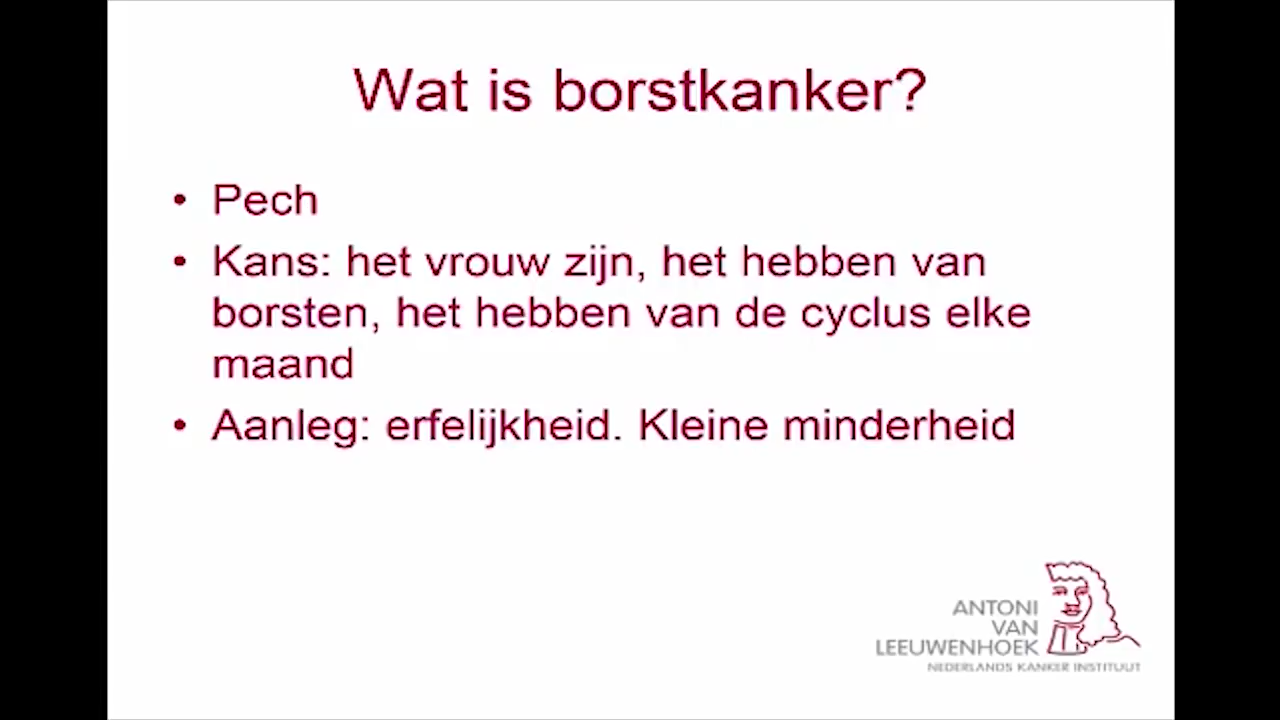 Wat is borstkanker?
• Pech
• Kans: het vrouw zijn, het hebben van
borsten, het hebben van de cyclus elke
maand
• Aanleg: erfelijkheid. Kleine minderheid
ANTONI
VAN
LEEUWENHOEK
NEDERLANDS KANKER INSTITUUT